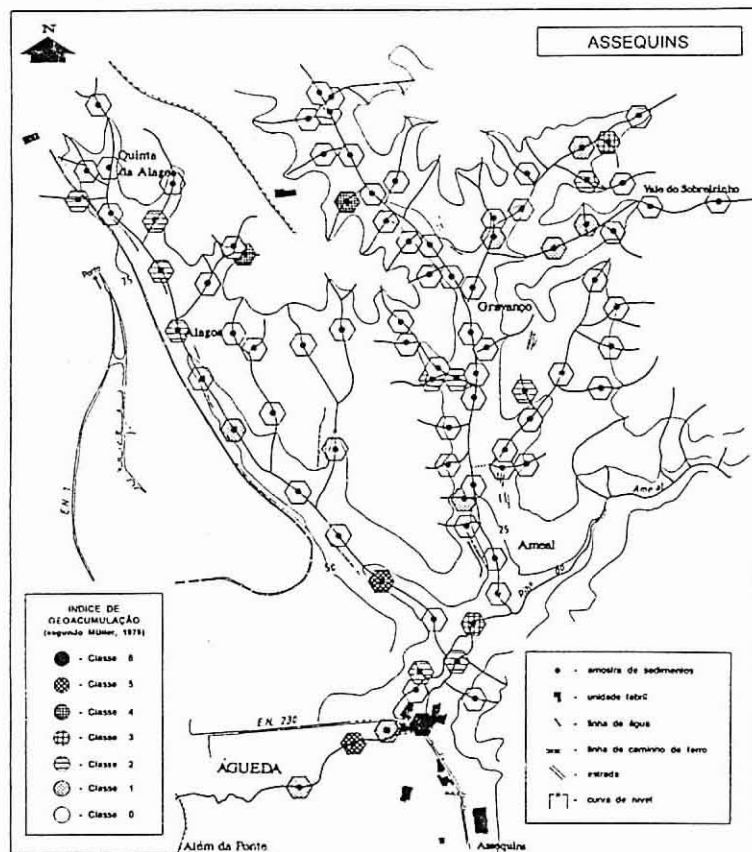 N
ASSEQUINS
Quinta
da Alagoa
Vale do Sobreirinho
75
Alagoa
Gravanço
E.N. 1
Ameal
25
Ameal
50
INDICE DE
GEOACUMULAÇÃO
(segundo Müller, 1979)
- Classe 6
- Classe 5
- Classe 4
- Classe 3
- Classe 2
- Classe 1
- Classe 0
- amostra de sedimentos
- unidade fabril
- linha de água
- linha de caminho de ferro
- estrada
- curva de nível
E.N. 230
ÁGUEDA
Além da Ponte
Assequins